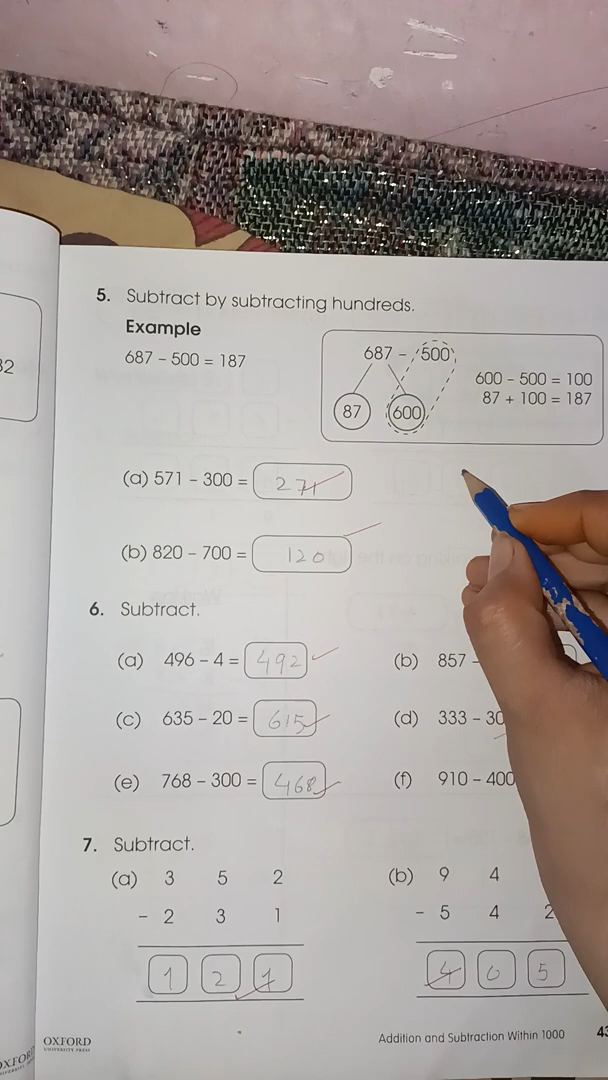 5. Subtract by subtracting hundreds.
Example
687 – 500 = 187
687 – 500
87 600
600 – 500 = 100
87 + 100 = 187
(a) 571 – 300 = 271
(b) 820 – 700 = 120
6. Subtract.
(a) 496 – 4 = 492 (b) 857 –
(c) 635 – 20 = 615 (d) 333 – 30
(e) 768 – 300 = 468 (f) 910 – 400
7. Subtract.
(a) 3 5 2 (b) 9 4
– 2 3 1 – 5 4 2
1 2 1 4 0 5
OXFORD
UNIVERSITY PRESS
Addition and Subtraction Within 1000 43